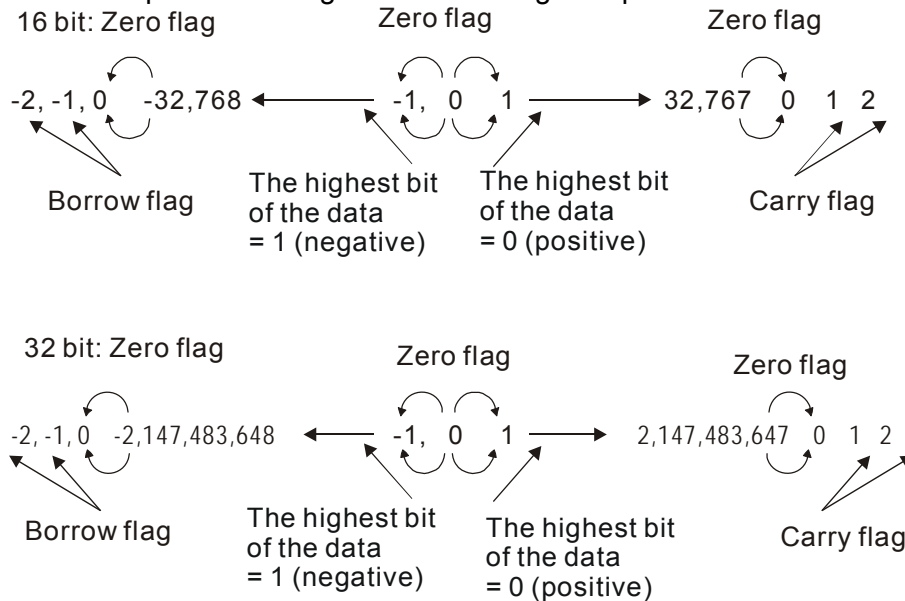 16 bit: Zero flag Zero flag Zero flag
-2, -1, 0 -32,768 -1, 0 1 32,767 0 1 2
Borrow flag
The highest bit
of the data
= 1 (negative)
The highest bit
of the data
= 0 (positive)
Carry flag
32 bit: Zero flag Zero flag Zero flag
-2, -1, 0 -2,147,483,648 -1, 0 1 2,147,483,647 0 1 2
Borrow flag
The highest bit
of the data
= 1 (negative)
The highest bit
of the data
= 0 (positive)
Carry flag